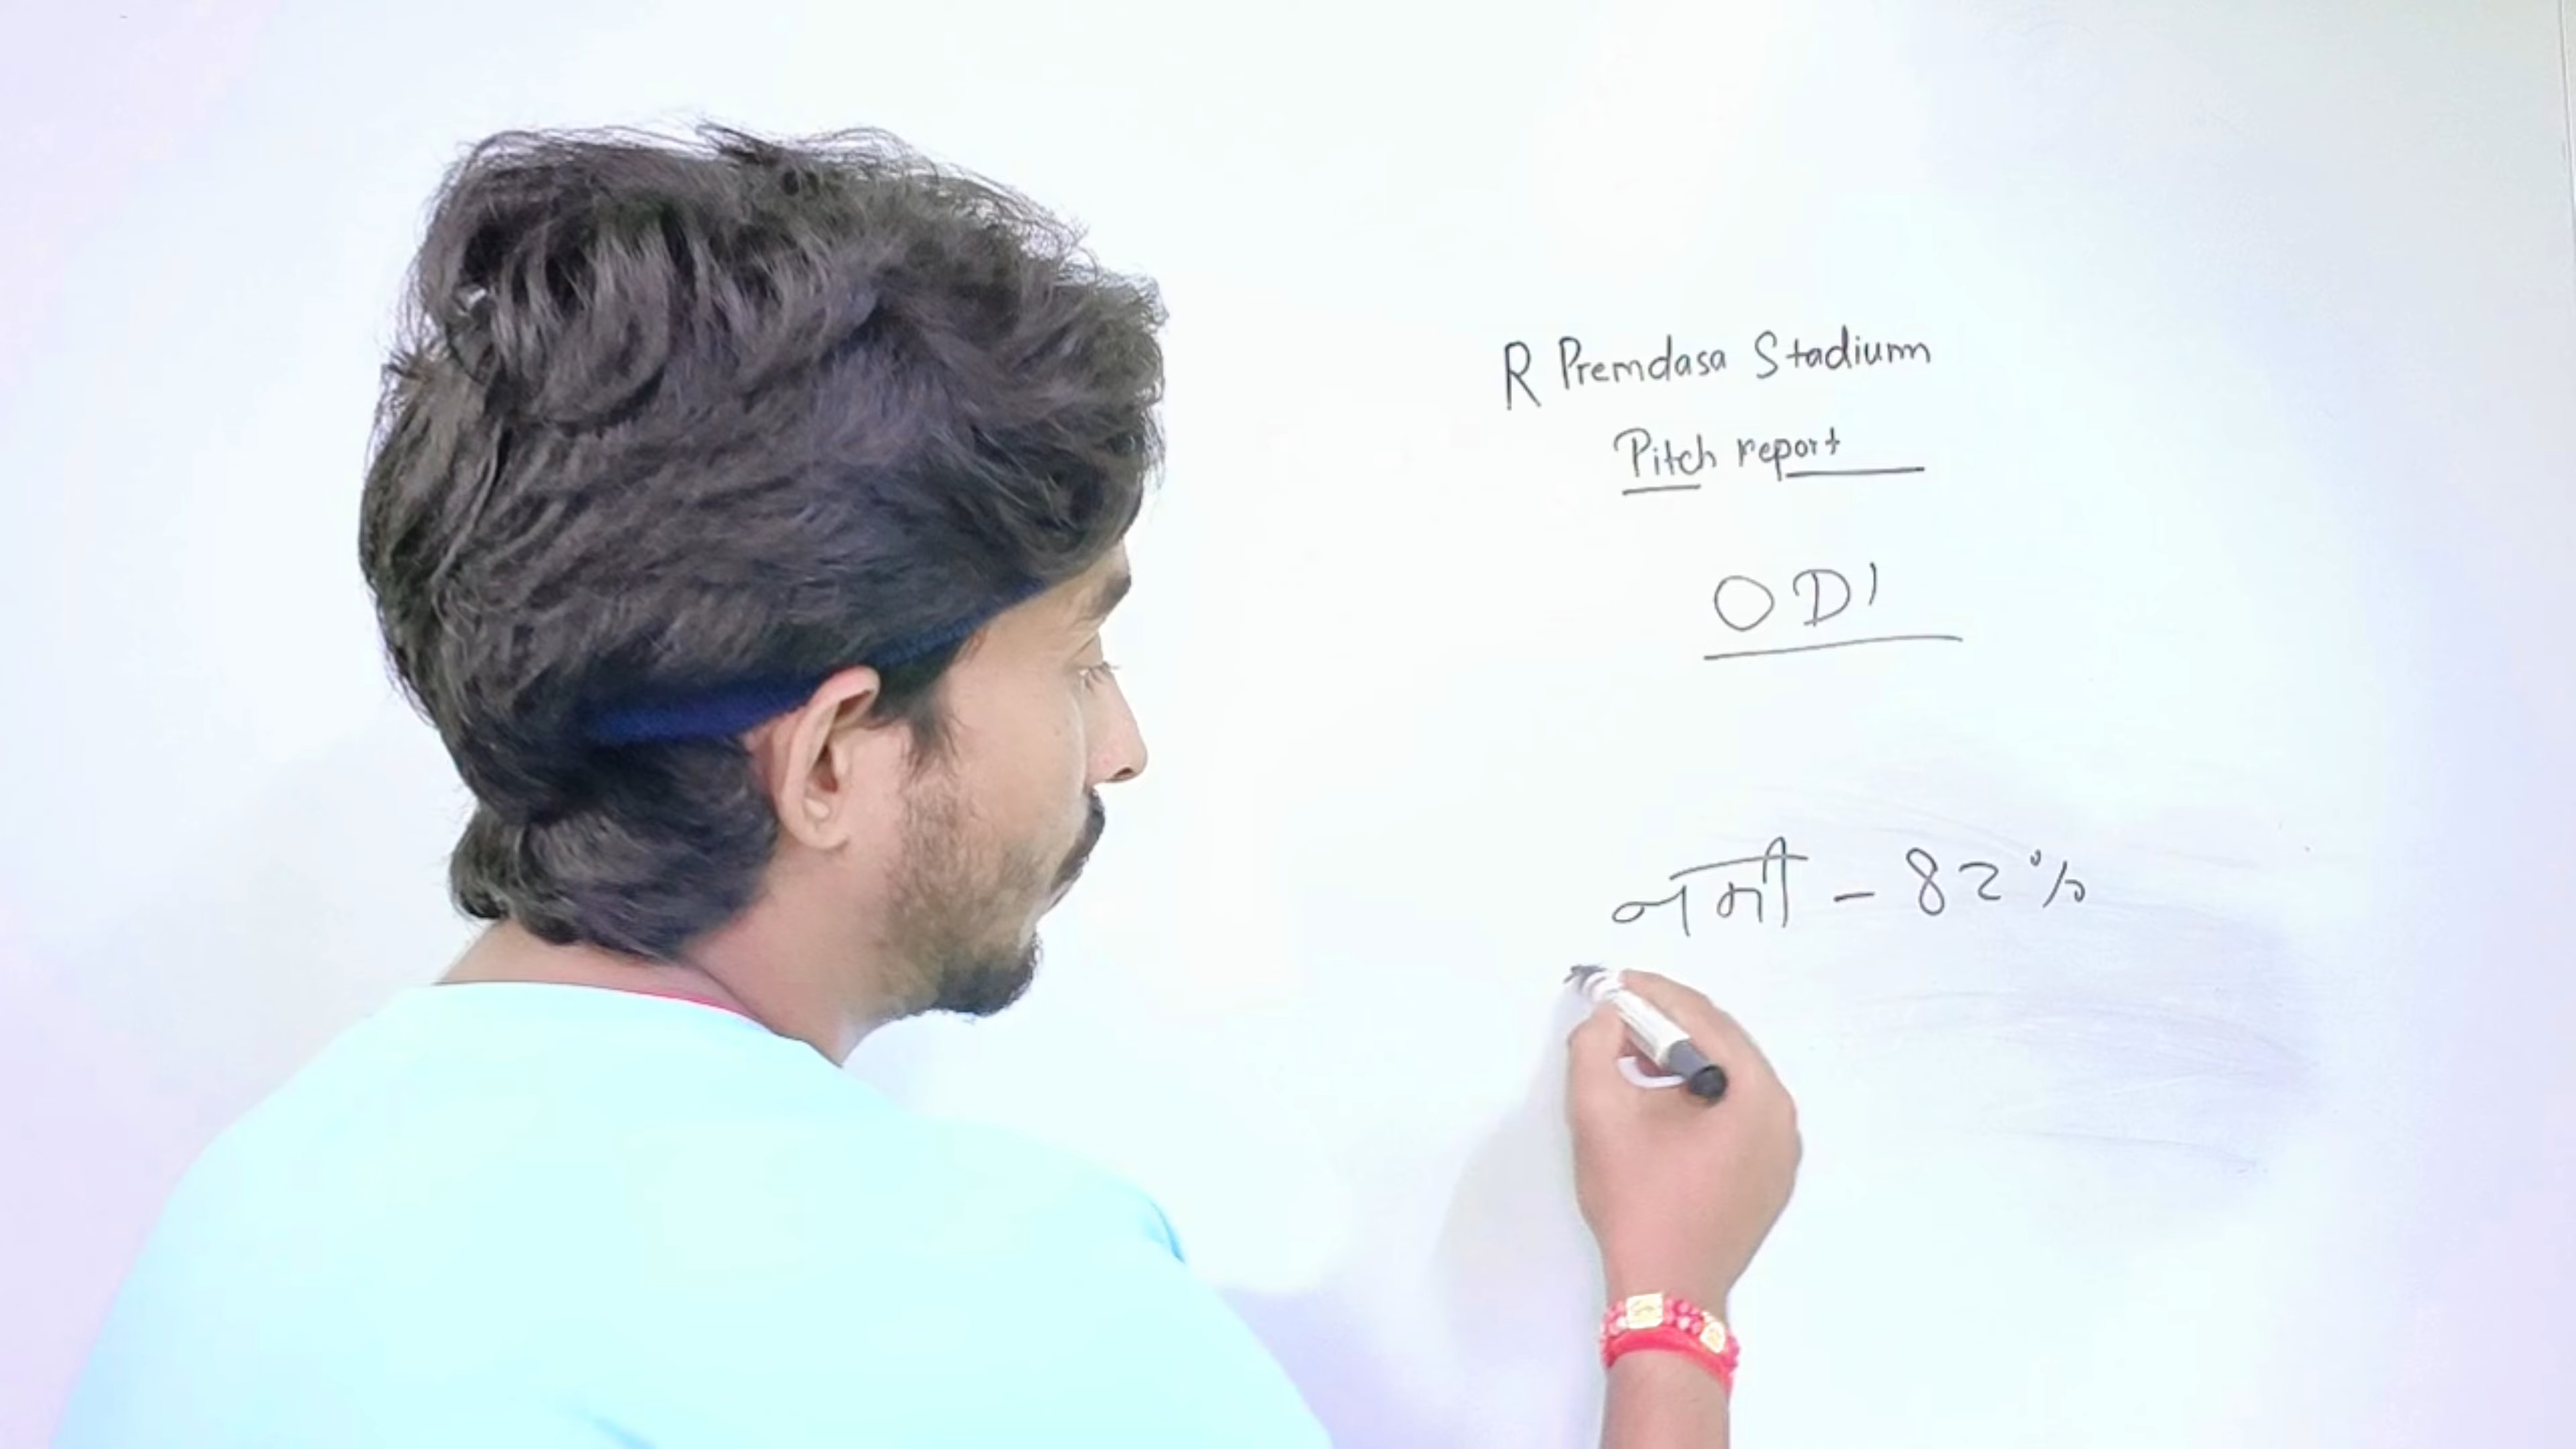 R Premdasa Stadium
Pitch report
ODI
नमी - 82%